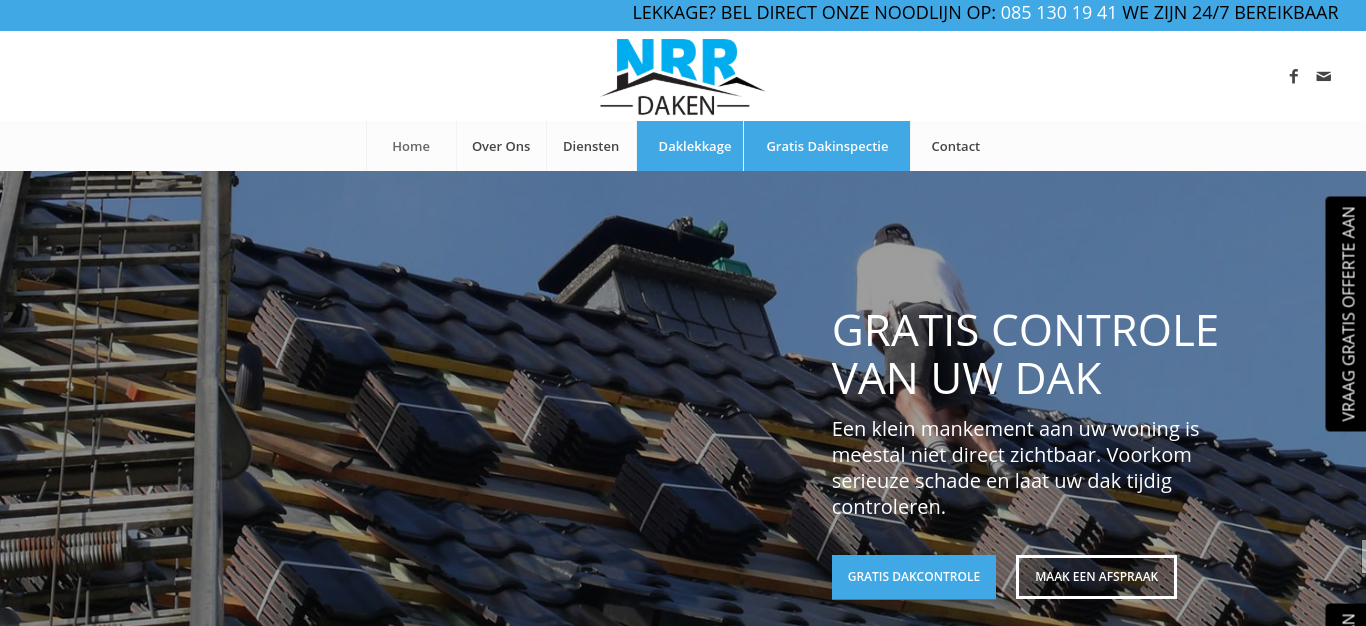 LEKKAGE? BEL DIRECT ONZE NOODLIJN OP: 085 130 19 41 WE ZIJN 24/7 BEREIKBAAR
NRR
DAKEN
Home
Over Ons
Diensten
Daklekkage
Gratis Dakinspectie
Contact
VRAAG GRATIS OFFERTE AAN
GRATIS CONTROLE
VAN UW DAK
Een klein mankement aan uw woning is
meestal niet direct zichtbaar. Voorkom
serieuze schade en laat uw dak tijdig
controleren.
GRATIS DAKCONTROLE
MAAK EEN AFSPRAAK